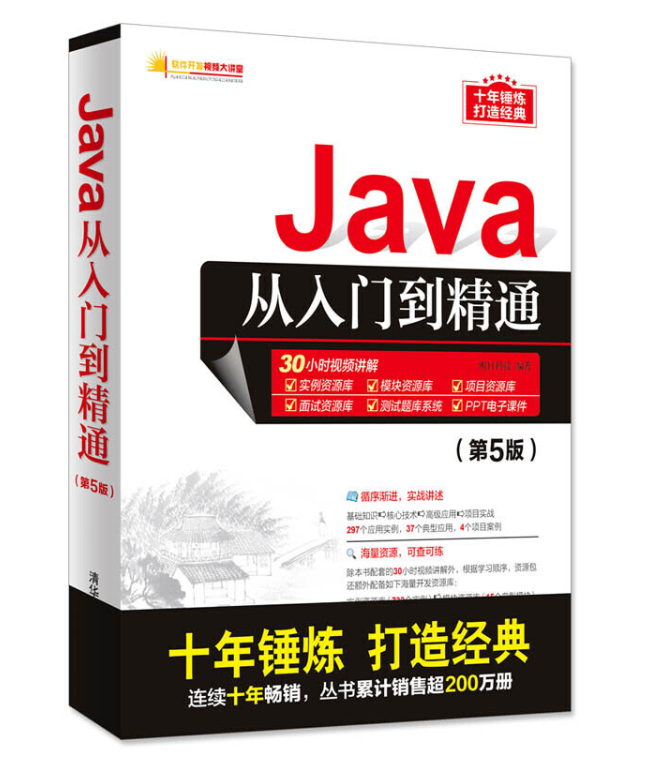 软件开发视频大讲堂
十年锤炼
打造经典
Java
从入门到精通
30小时视频讲解
明日科技 编著
实例资源库
模块资源库
项目资源库
面试资源库
测试题库系统
PPT电子课件
(第5版)
循序渐进,实战讲述
基础知识 核心技术 高级应用 项目实战
297个应用实例,37个典型应用,4个项目案例
海量资源,可查可练
除本书配套的30小时视频讲解外,根据学习顺序,资源包
还额外配备如下海量开发资源库:
十年锤炼 打造经典
连续十年畅销,丛书累计销售超200万册
Java从入门到精通
(第5版)
清华